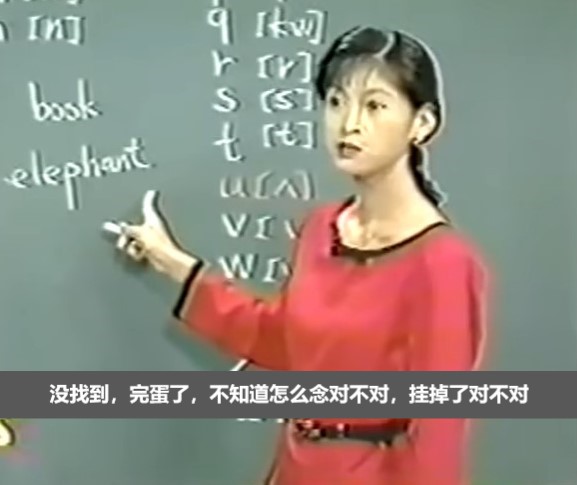 [n]
q [kw]
r [r]
book
s [s]
t [t]
elephant
u [ʌ]
v [v
w [
没找到，完蛋了，不知道怎么念对不对，挂掉了对不对